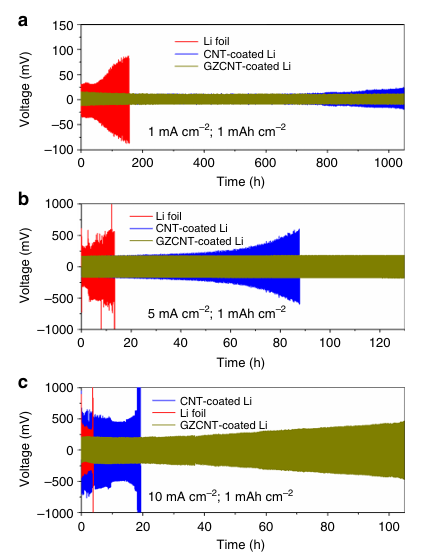 a
150
100
50
0
−50
−100
Voltage (mV)
Li foil
CNT-coated Li
GZCNT-coated Li
1 mA cm−2; 1 mAh cm−2
0 200 400 600 800 1000
Time (h)
b
1000
500
0
−500
−1000
Voltage (mV)
Li foil
CNT-coated Li
GZCNT-coated Li
5 mA cm−2; 1 mAh cm−2
0 20 40 60 80 100 120
Time (h)
c
1000
500
0
−500
−1000
Voltage (mV)
CNT-coated Li
Li foil
GZCNT-coated Li
10 mA cm−2; 1 mAh cm−2
0 20 40 60 80 100
Time (h)